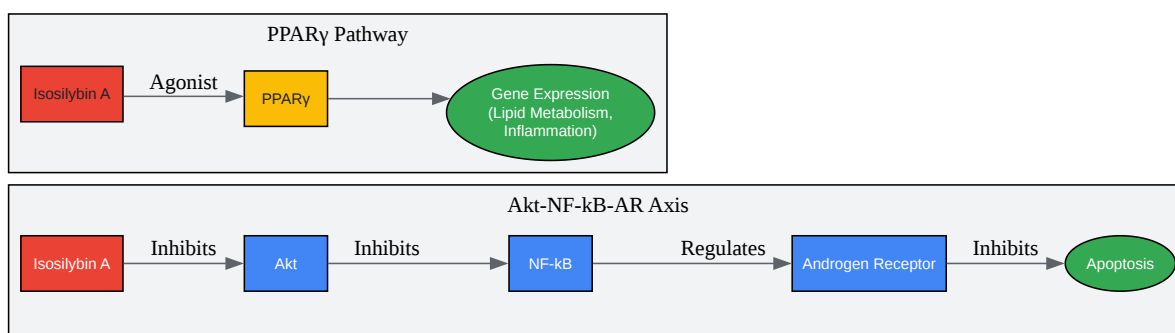 PPARγ Pathway
Isosilybin A
Agonist
PPARγ
Gene Expression
(Lipid Metabolism,
Inflammation)
Akt-NF-kB-AR Axis
Isosilybin A
Inhibits
Akt
Inhibits
NF-kB
Regulates
Androgen Receptor
Inhibits
Apoptosis